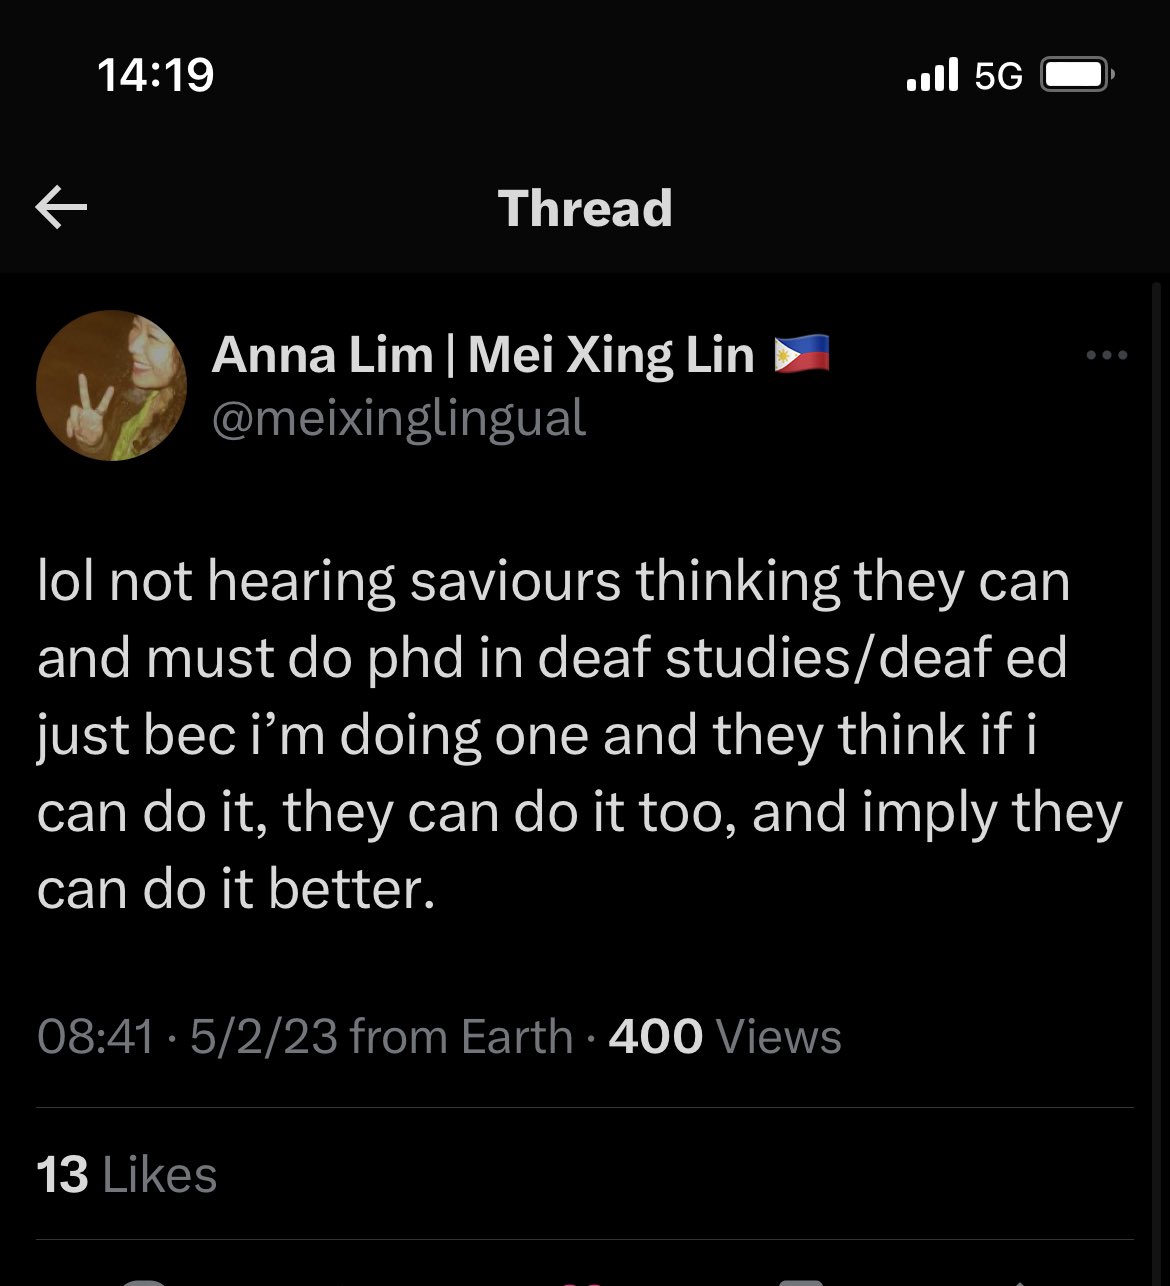 14:19
5G
Thread
Anna Lim | Mei Xing Lin 🇵🇭
@meixinglingual
lol not hearing saviours thinking they can
and must do phd in deaf studies/deaf ed
just bec i’m doing one and they think if i
can do it, they can do it too, and imply they
can do it better.
08:41 · 5/2/23 from Earth · 400 Views
13 Likes